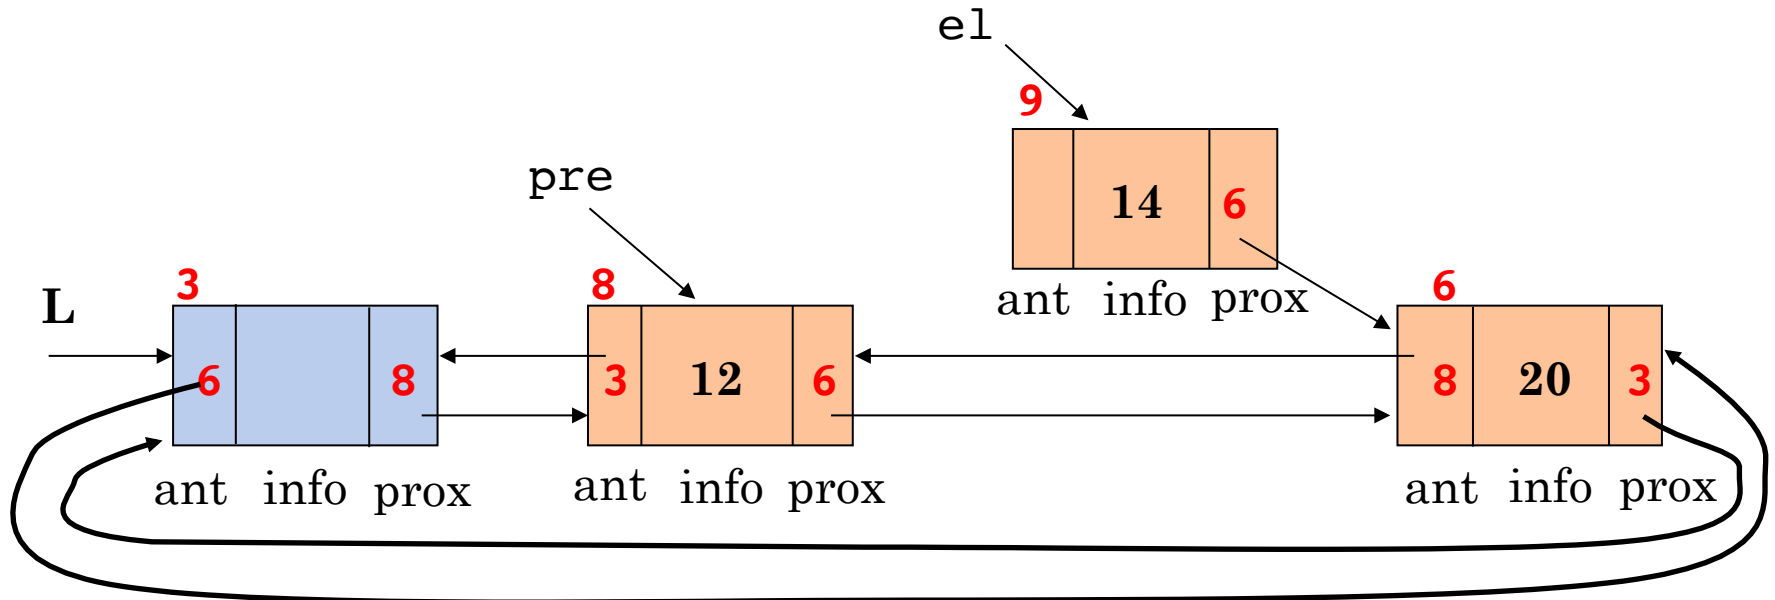 el
9
pre
14 6
3 8 6
L
ant info prox
6 8 3 12 6 8 20 3
ant info prox ant info prox ant info prox